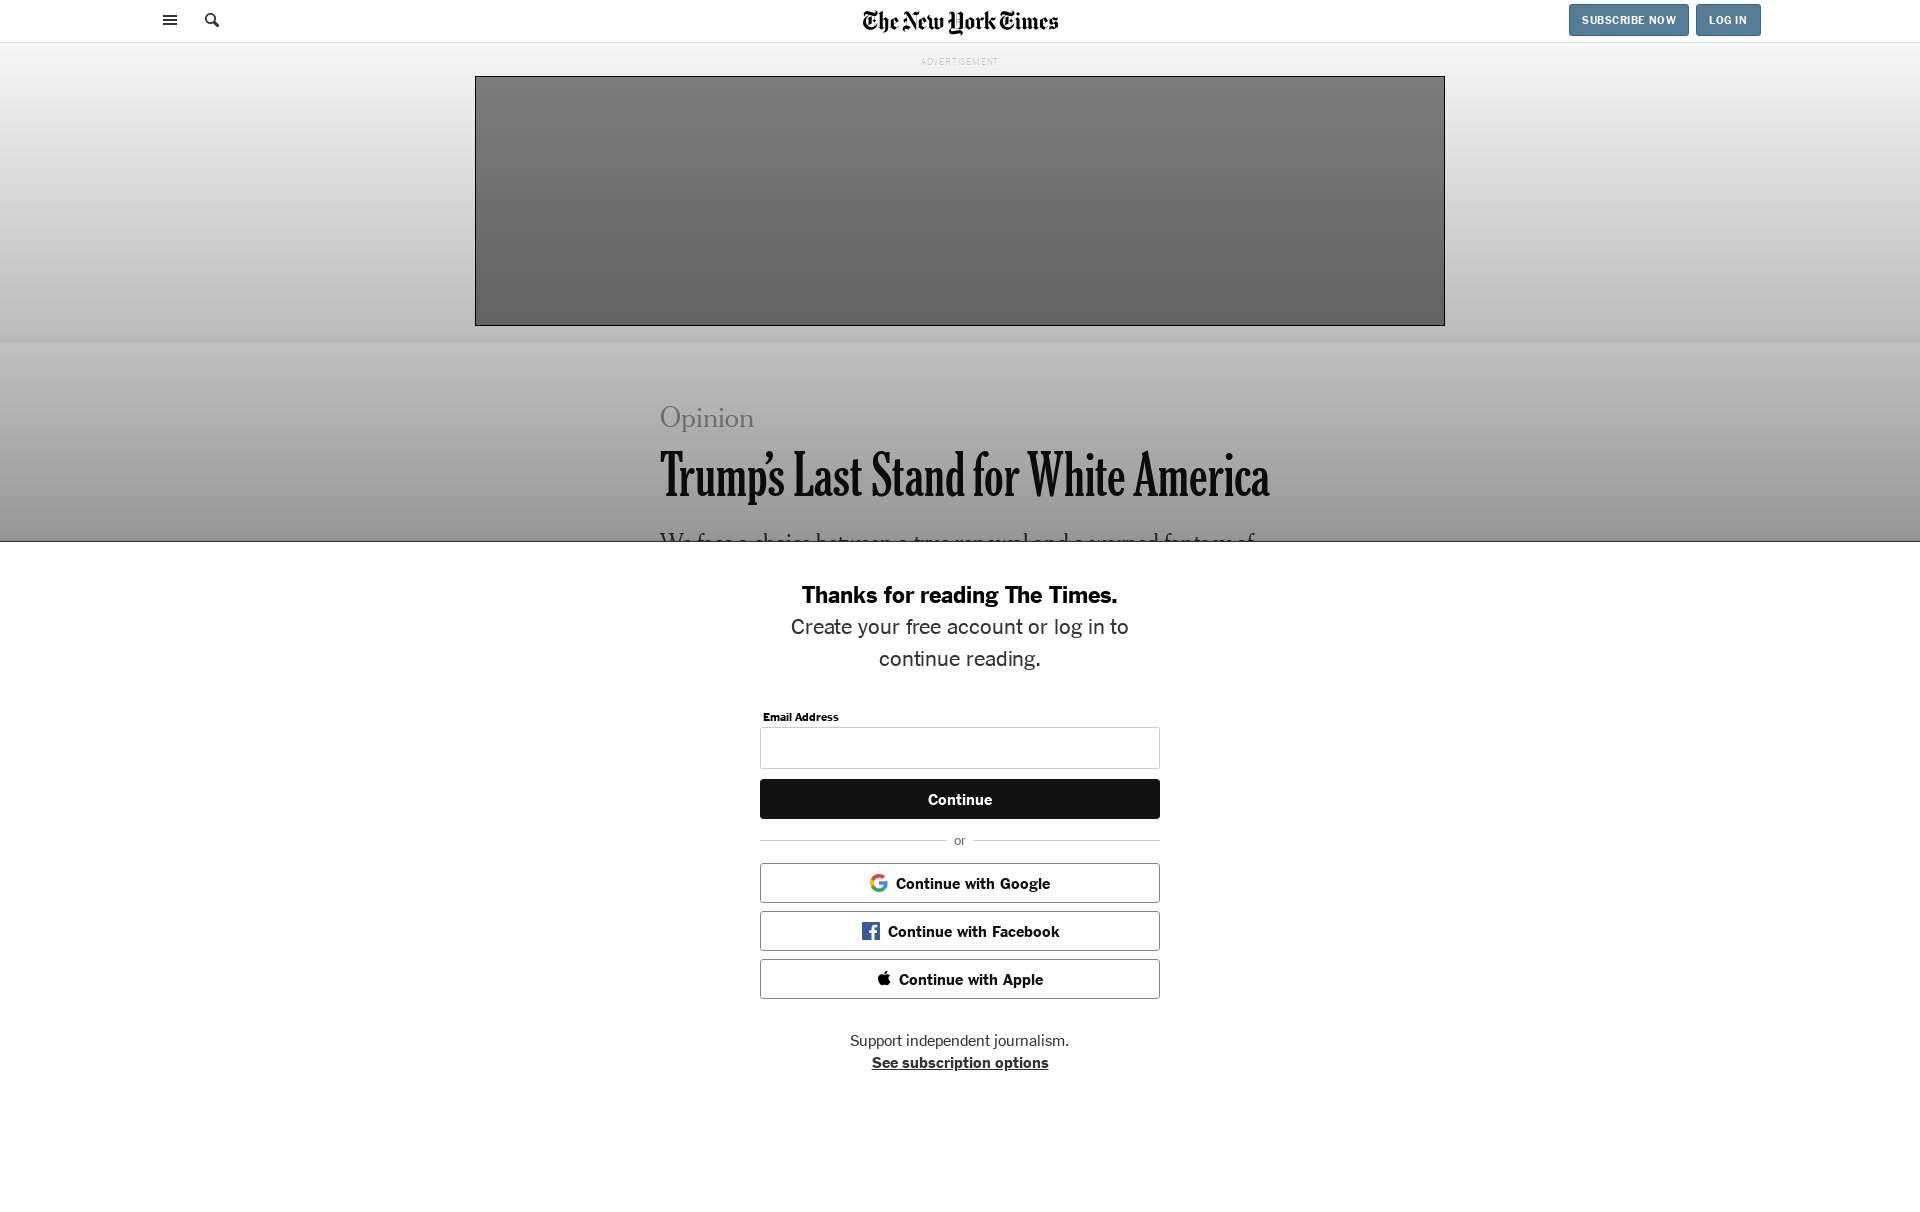 The New York Times
SUBSCRIBE NOW
LOG IN
ADVERTISEMENT
Opinion
Trump's Last Stand for White America
We face a choice between a true renewal and a warped fantasy of
Thanks for reading The Times.
Create your free account or log in to
continue reading.
Email Address
Continue
or
Continue with Google
Continue with Facebook
Continue with Apple
Support independent journalism.
See subscription options